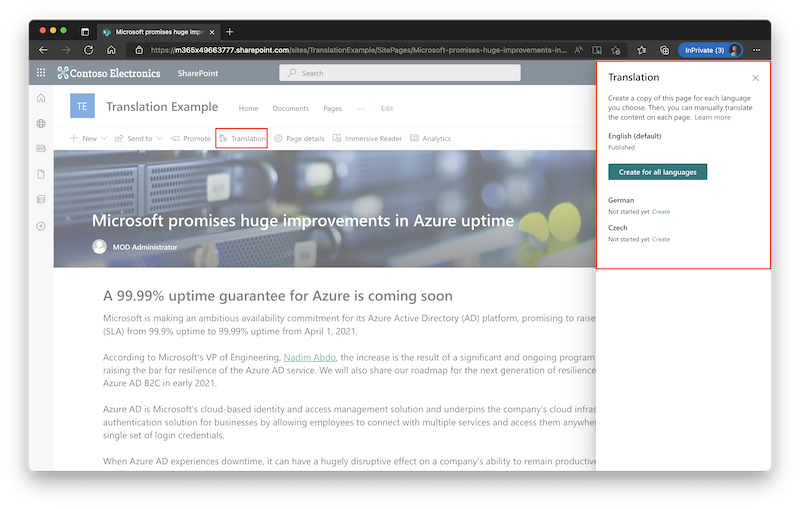 Microsoft promises huge impro
https://m365x49663777.sharepoint.com/sites/TranslationExample/SitePages/Microsoft-promises-huge-improvements-in...
InPrivate (3)
Contoso Electronics
SharePoint
Search
TE
Translation Example
Home
Documents
Pages
...
Edit
New
Send to
Promote
Translation
Page details
Immersive Reader
Analytics
Microsoft promises huge improvements in Azure uptime
MOD Administrator
A 99.99% uptime guarantee for Azure is coming soon
Microsoft is making an ambitious availability commitment for its Azure Active Directory (AD) platform, promising to raise
(SLA) from 99.9% uptime to 99.99% uptime from April 1, 2021.
According to Microsoft's VP of Engineering, Nadim Abdo, the increase is the result of a significant and ongoing program
raising the bar for resilience of the Azure AD service. We will also share our roadmap for the next generation of resilience
Azure AD B2C in early 2021.
Azure AD is Microsoft's cloud-based identity and access management solution and underpins the company's cloud infras
authentication solution for businesses by allowing employees to connect with multiple services and access them anywher
single set of login credentials.
When Azure AD experiences downtime, it can have a hugely disruptive effect on a company's ability to remain productive
Translation
Create a copy of this page for each language
you choose. Then, you can manually translate
the content on each page. Learn more
English (default)
Published
Create for all languages
German
Not started yet Create
Czech
Not started yet Create